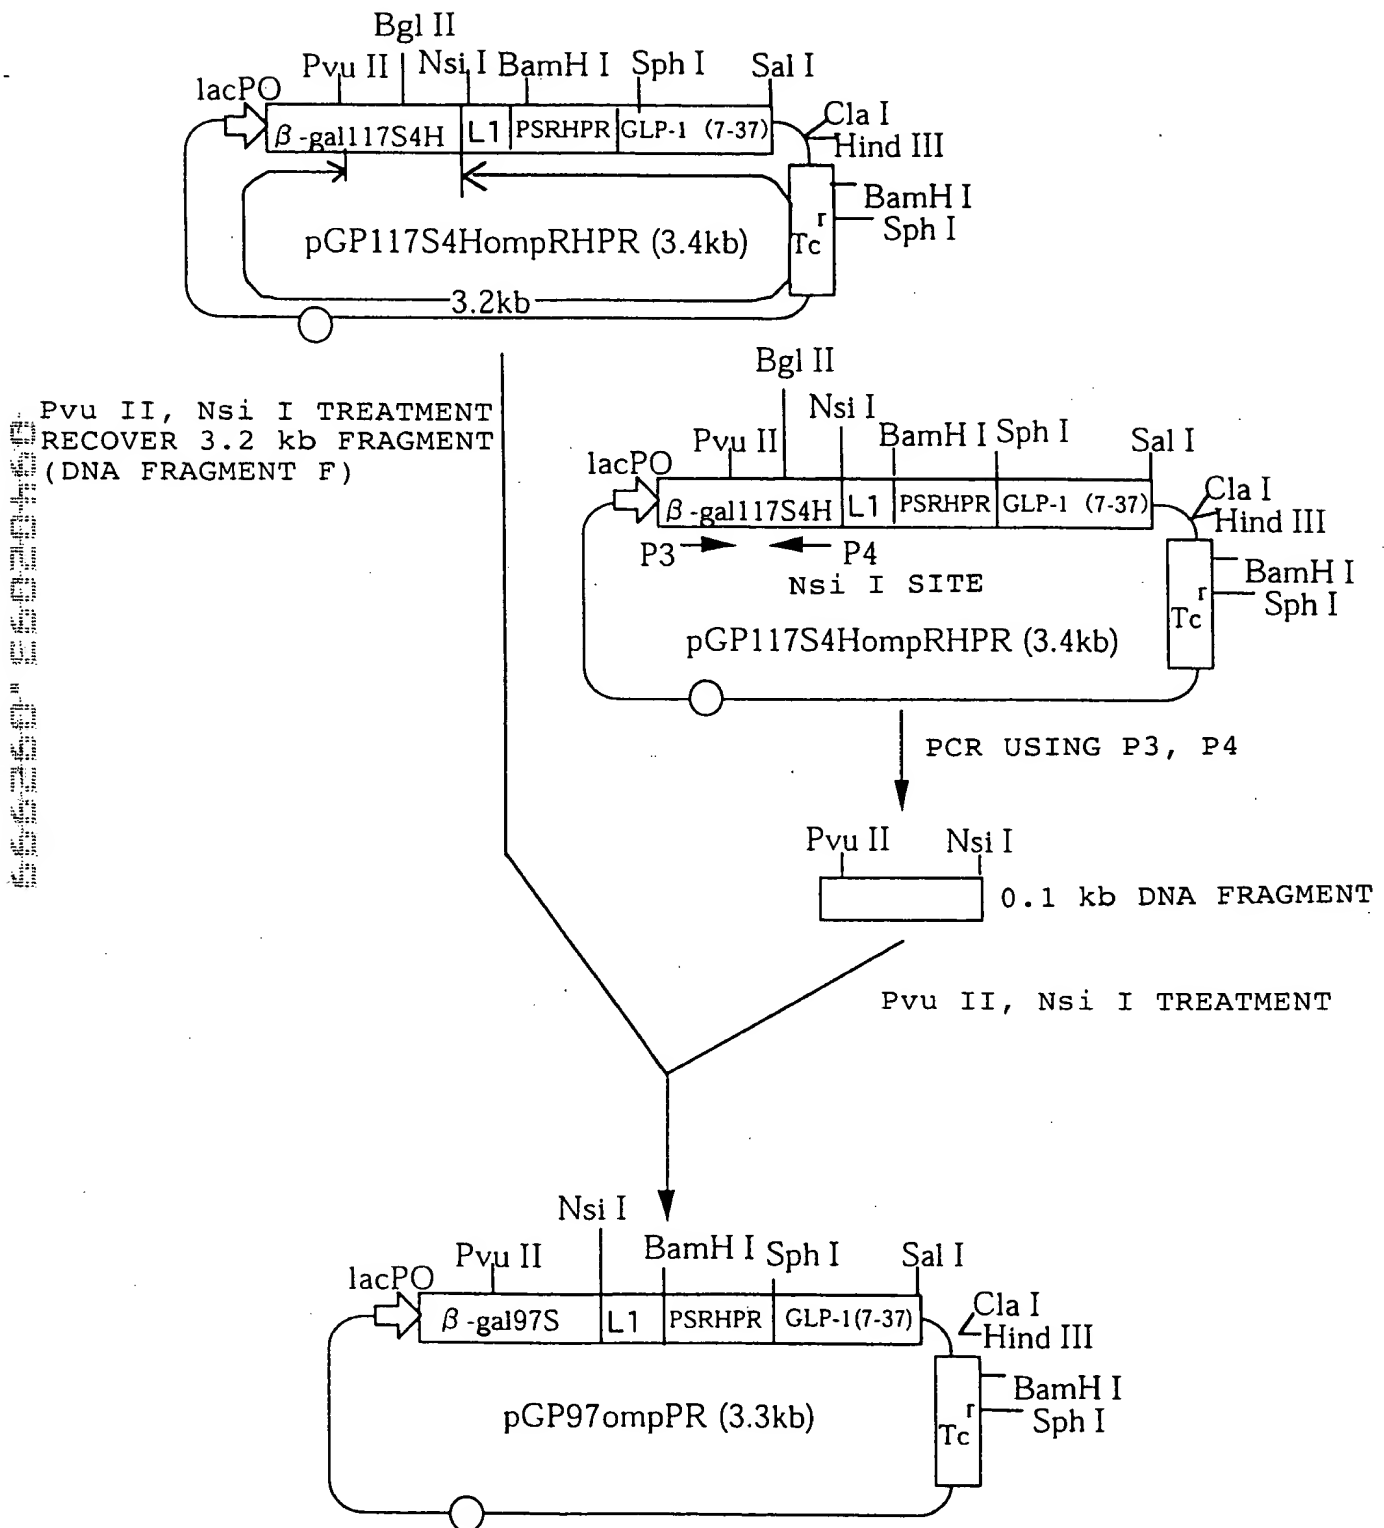 Bgl II
Pvu II Nsi I BamH I Sph I Sal I
lacPO
β-gal117S4H L1 PSRHPR GLP-1 (7-37)
Cla I
Hind III
BamH I
Sph I
Tc r
pGP117S4HompRHPR (3.4kb)
3.2kb
Pvu II, Nsi I TREATMENT
RECOVER 3.2 kb FRAGMENT
(DNA FRAGMENT F)
Bgl II
Nsi I
Pvu II BamH I Sph I Sal I
lacPO
β-gal117S4H L1 PSRHPR GLP-1 (7-37)
Cla I
Hind III
P3 P4
Nsi I SITE
BamH I
Sph I
Tc r
pGP117S4HompRHPR (3.4kb)
PCR USING P3, P4
Pvu II Nsi I
0.1 kb DNA FRAGMENT
Pvu II, Nsi I TREATMENT
Nsi I
Pvu II BamH I Sph I Sal I
lacPO
β-gal97S L1 PSRHPR GLP-1(7-37)
Cla I
Hind III
BamH I
Sph I
Tc r
pGP97ompPR (3.3kb)